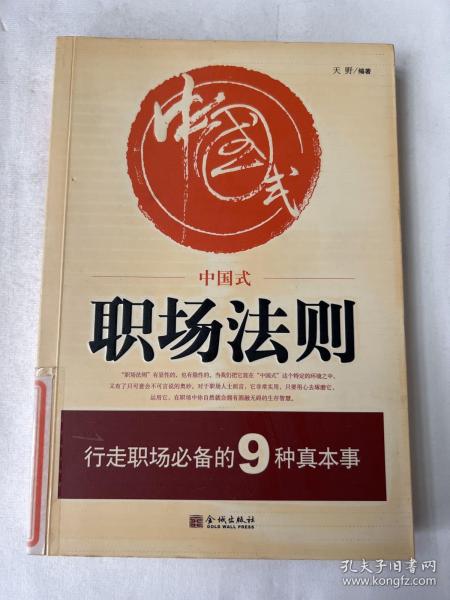 天野/编著
中国式
中国式
职场法则
“职场法则”有显性的，也有隐性的，当我们把它放在“中国式”这个特定的环境之中，
又有了只可意会不可言说的奥妙。对于职场人士而言，它非常实用，只要用心去琢磨它，
运用它，在职场中你自然就会拥有圆融无碍的生存智慧。
行走职场必备的9种真本事
金城出版社
GOLD WALL PRESS
孔夫子旧书网
www.kongfz.com